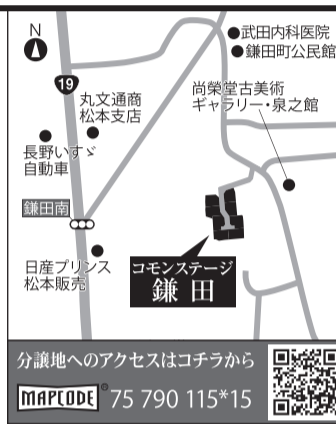 N
武田内科医院
鎌田町公民館
19
丸文通商
松本支店
尚榮堂古美術
ギャラリー・泉之館
長野いすゞ
自動車
鎌田南
日産プリンス
松本販売
コモンステージ
鎌田
分譲地へのアクセスはコチラから
MAPCODE® 75 790 115*15